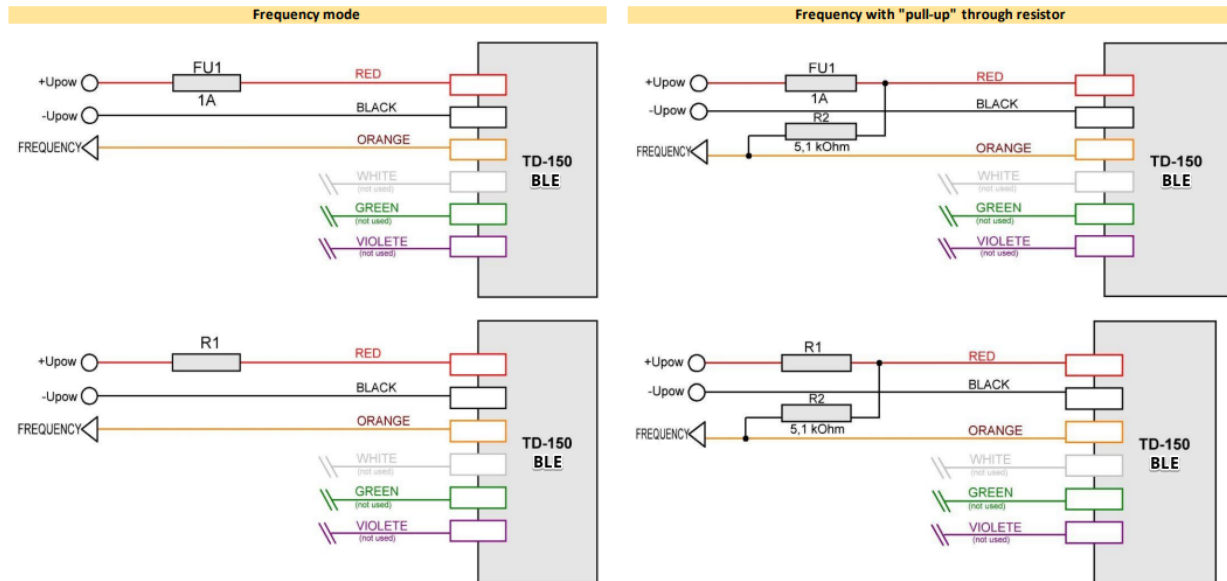 Frequency mode
FU1
+Upow
RED
1A
-Upow
BLACK
FREQUENCY
ORANGE
TD-150
BLE
WHITE
(not used)
GREEN
(not used)
VIOLETE
(not used)
Frequency with "pull-up" through resistor
FU1
+Upow
RED
1A
-Upow
BLACK
R2
5,1 kOhm
FREQUENCY
ORANGE
TD-150
BLE
WHITE
(not used)
GREEN
(not used)
VIOLETE
(not used)
R1
+Upow
RED
-Upow
BLACK
FREQUENCY
ORANGE
TD-150
BLE
WHITE
(not used)
GREEN
(not used)
VIOLETE
(not used)
R1
+Upow
RED
-Upow
BLACK
R2
5,1 kOhm
FREQUENCY
ORANGE
TD-150
BLE
WHITE
(not used)
GREEN
(not used)
VIOLETE
(not used)